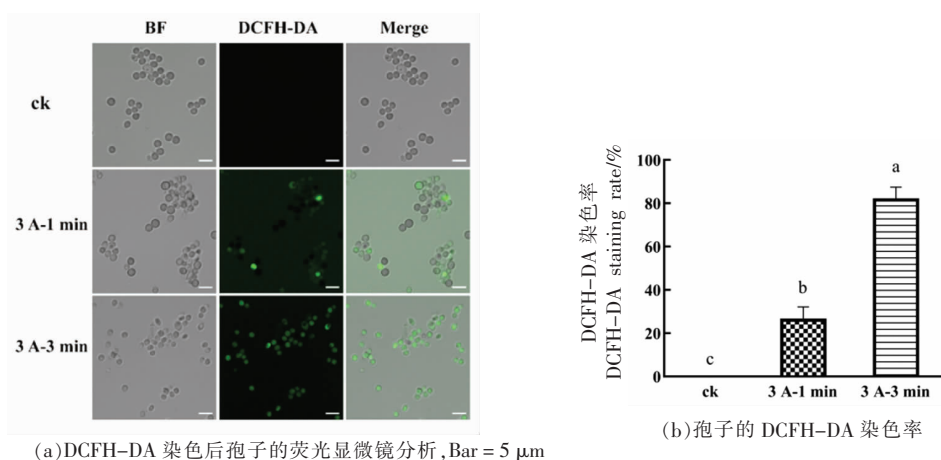 BF DCFH-DA Merge
ck
3 A-1 min
3 A-3 min
(a)DCFH-DA 染色后孢子的荧光显微镜分析,Bar = 5 μm
DCFH-DA 染色率
DCFH-DA staining rate/%
100
80
60
40
20
0
c
b
a
ck 3 A-1 min 3 A-3 min
(b)孢子的 DCFH-DA 染色率